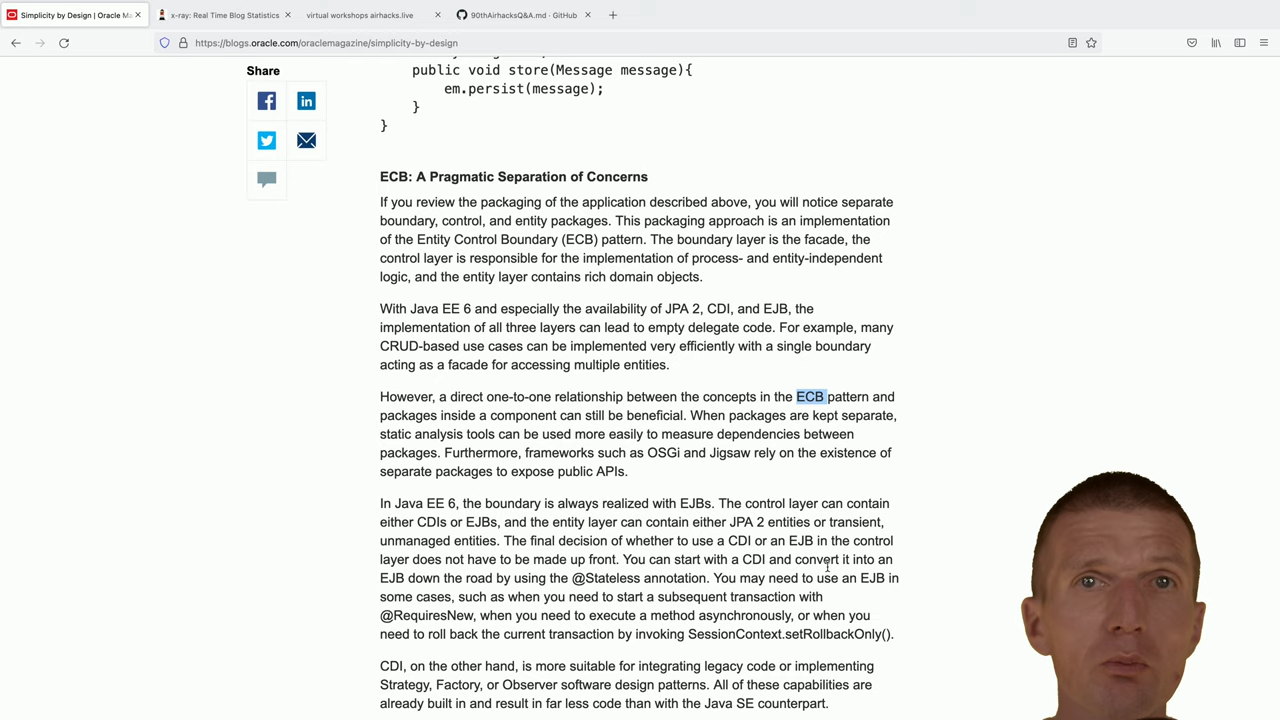 Simplicity by Design | Oracle Ma
x-ray: Real Time Blog Statistics
virtual workshops airhacks.live
90thAirhacksQ&A.md · GitHub
https://blogs.oracle.com/oraclemagazine/simplicity-by-design
Share
public void store(Message message){
em.persist(message);
}
}
ECB: A Pragmatic Separation of Concerns
If you review the packaging of the application described above, you will notice separate
boundary, control, and entity packages. This packaging approach is an implementation
of the Entity Control Boundary (ECB) pattern. The boundary layer is the facade, the
control layer is responsible for the implementation of process- and entity-independent
logic, and the entity layer contains rich domain objects.
With Java EE 6 and especially the availability of JPA 2, CDI, and EJB, the
implementation of all three layers can lead to empty delegate code. For example, many
CRUD-based use cases can be implemented very efficiently with a single boundary
acting as a facade for accessing multiple entities.
However, a direct one-to-one relationship between the concepts in the ECB pattern and
packages inside a component can still be beneficial. When packages are kept separate,
static analysis tools can be used more easily to measure dependencies between
packages. Furthermore, frameworks such as OSGi and Jigsaw rely on the existence of
separate packages to expose public APIs.
In Java EE 6, the boundary is always realized with EJBs. The control layer can contain
either CDIs or EJBs, and the entity layer can contain either JPA 2 entities or transient,
unmanaged entities. The final decision of whether to use a CDI or an EJB in the control
layer does not have to be made up front. You can start with a CDI and convert it into an
EJB down the road by using the @Stateless annotation. You may need to use an EJB in
some cases, such as when you need to start a subsequent transaction with
@RequiresNew, when you need to execute a method asynchronously, or when you
need to roll back the current transaction by invoking SessionContext.setRollbackOnly().
CDI, on the other hand, is more suitable for integrating legacy code or implementing
Strategy, Factory, or Observer software design patterns. All of these capabilities are
already built in and result in far less code than with the Java SE counterpart.